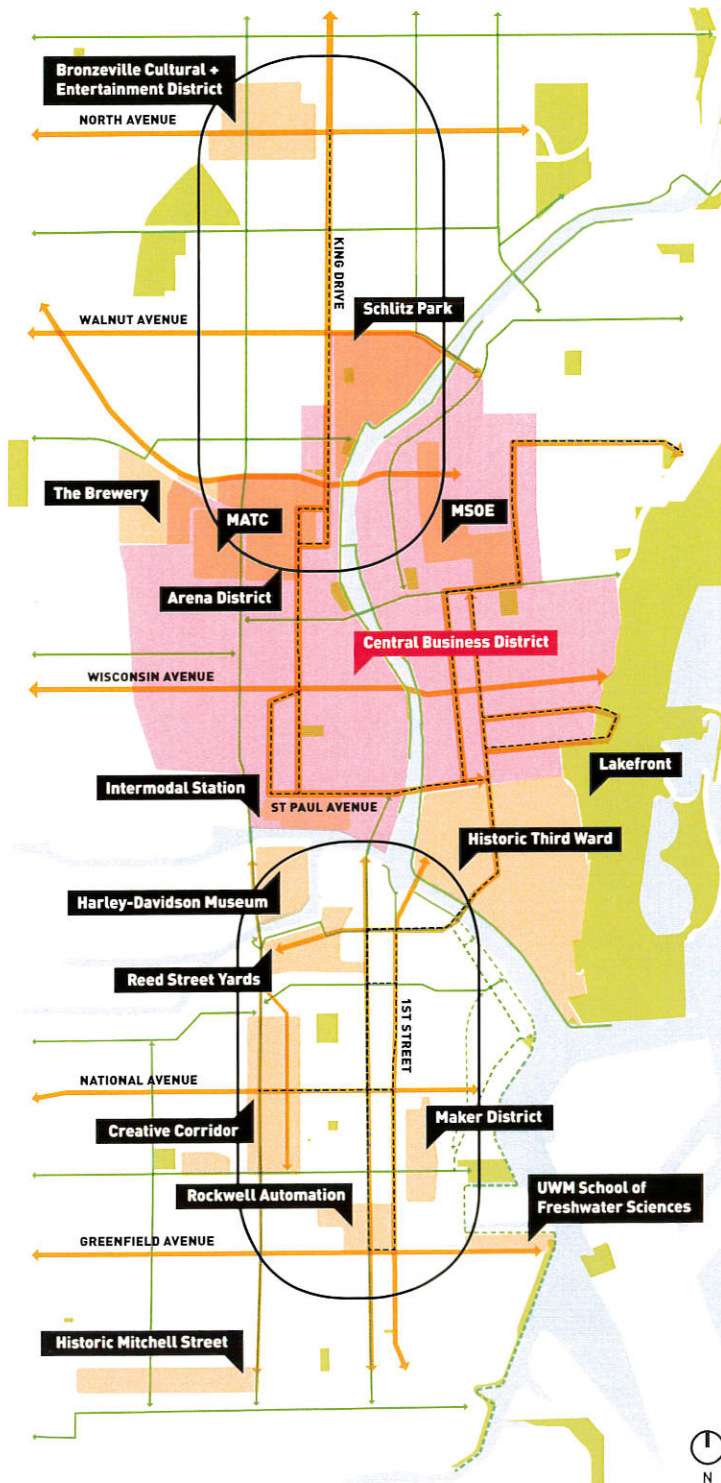 Bronzeville Cultural +
Entertainment District
NORTH AVENUE
KING DRIVE
Schlitz Park
WALNUT AVENUE
The Brewery
MATC
MSOE
Arena District
Central Business District
WISCONSIN AVENUE
Lakefront
Intermodal Station
ST PAUL AVENUE
Historic Third Ward
Harley-Davidson Museum
Reed Street Yards
1ST STREET
NATIONAL AVENUE
Creative Corridor
Maker District
Rockwell Automation
UWM School of
Freshwater Sciences
GREENFIELD AVENUE
Historic Mitchell Street
N